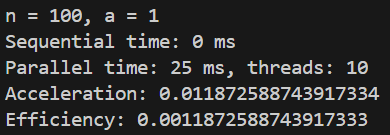 n = 100, a = 1
Sequential time: 0 ms
Parallel time: 25 ms, threads: 10
Acceleration: 0.011872588743917334
Efficiency: 0.0011872588743917333